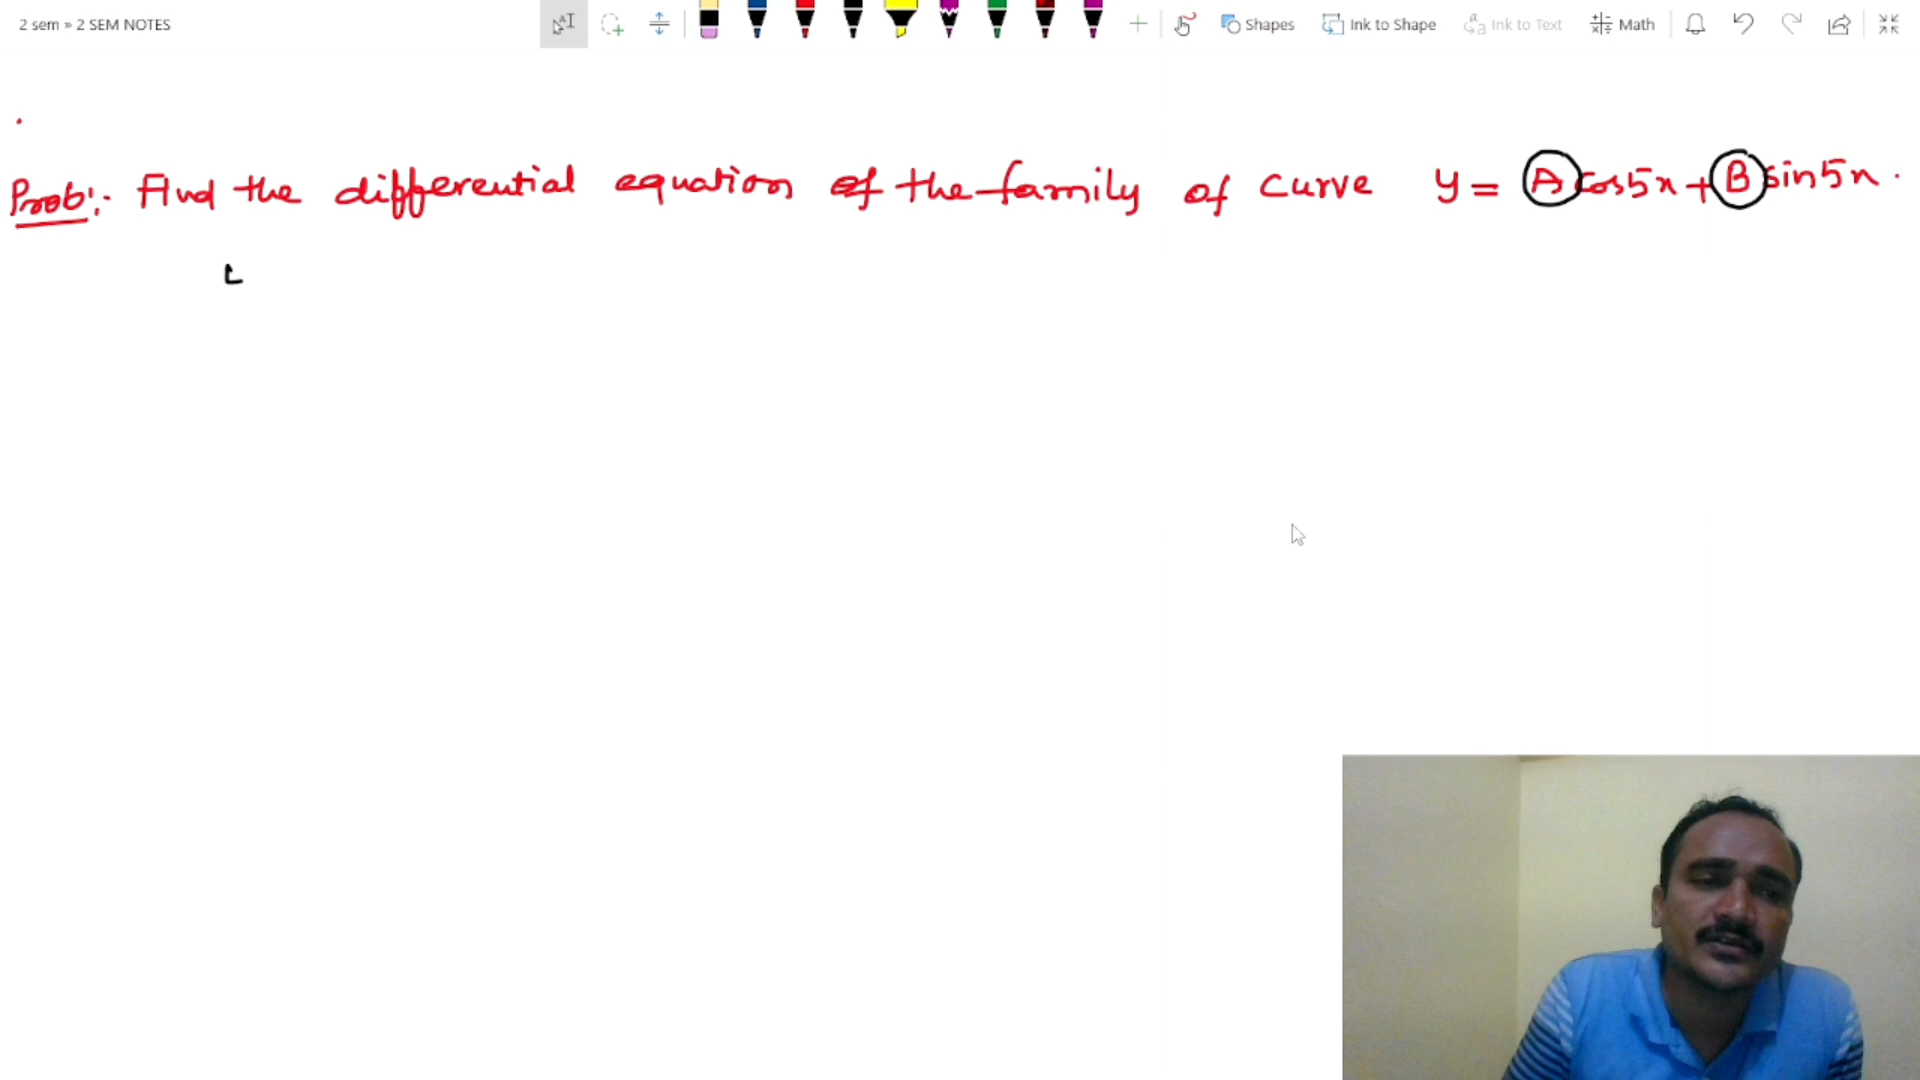 2 sem » 2 SEM NOTES Shapes Ink to Shape Ink to Text Math
Prob:- Find the differential equation of the family of curve y = A cos5x + B sin5x.
L